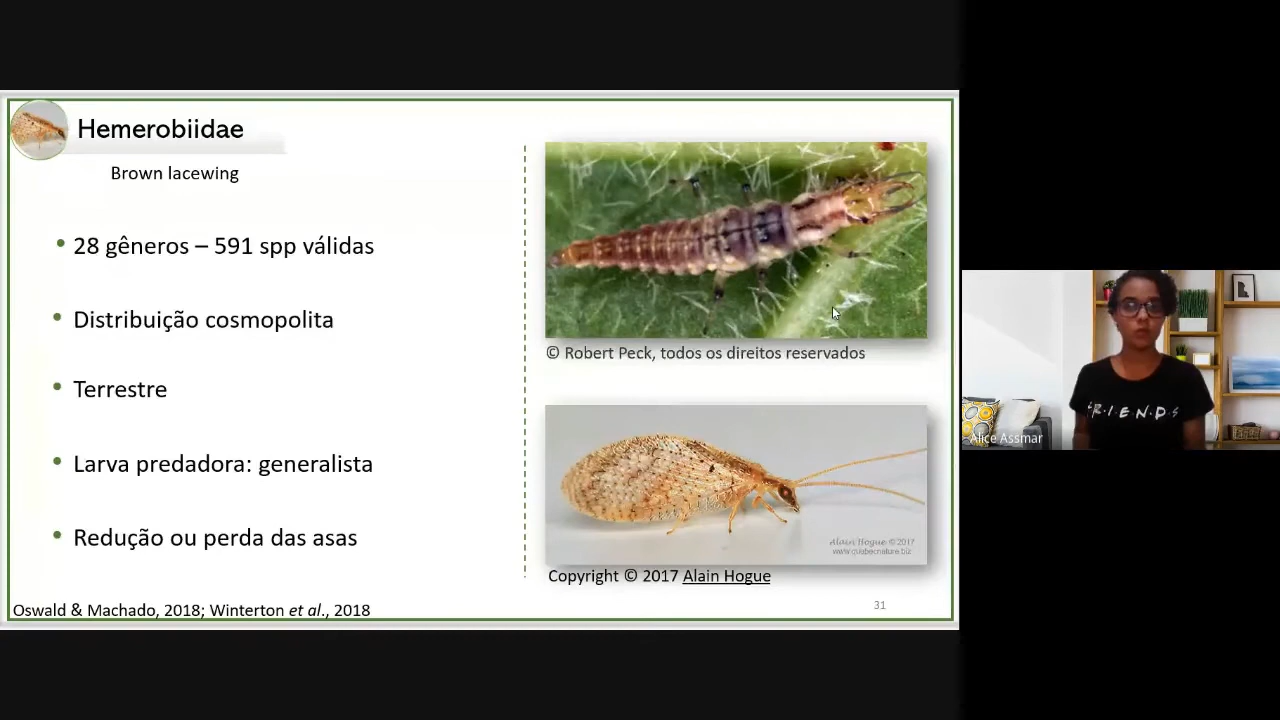 Hemerobiidae
Brown lacewing
• 28 gêneros – 591 spp válidas
• Distribuição cosmopolita
• Terrestre
• Larva predadora: generalista
• Redução ou perda das asas
Oswald & Machado, 2018; Winterton et al., 2018
© Robert Peck, todos os direitos reservados
Alain Hogue ©2017
www.quebecnature.biz
Copyright © 2017 Alain Hogue
31
F·R·I·E·N·D·S
Alice Assmar